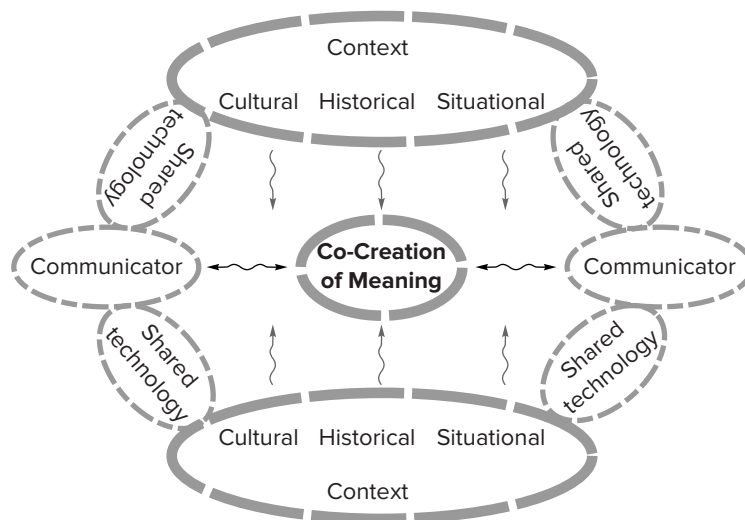 Context
Cultural Historical Situational
Shared
technology
Shared
technology
Communicator
Co-Creation
of Meaning
Communicator
Shared
technology
Shared
technology
Cultural Historical Situational
Context